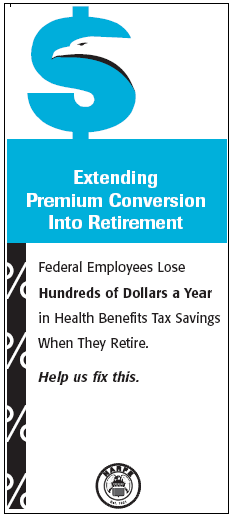 $
Extending
Premium Conversion
Into Retirement
Federal Employees Lose
Hundreds of Dollars a Year
in Health Benefits Tax Savings
When They Retire.
Help us fix this.
%
%
%
%
NARFE